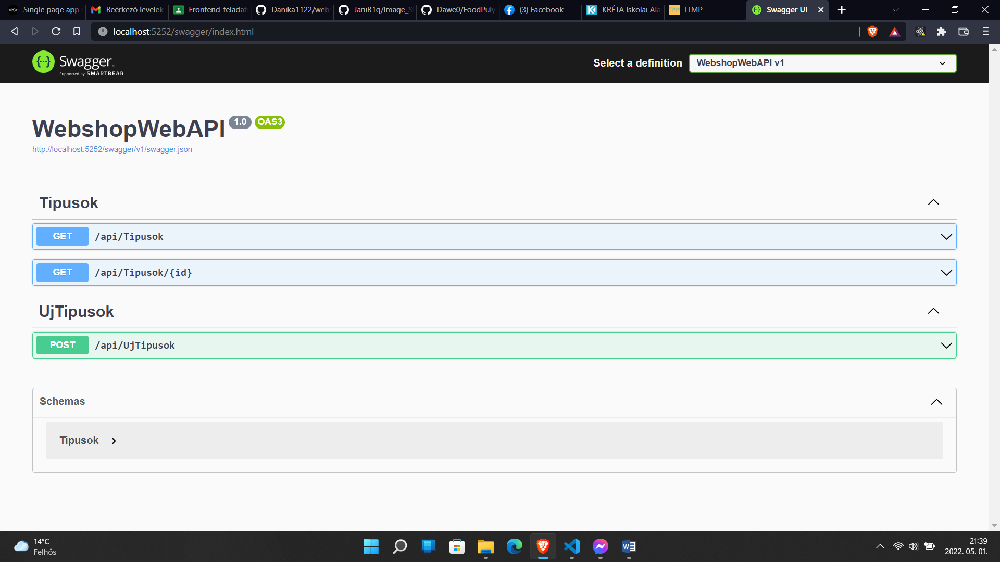 <K> Single page app
Beérkező levelek
Frontend-feladat
Danika1122/web
JaniB1g/Image_S
Dawe0/FoodPuly
(3) Facebook
KRÉTA Iskolai Ala
ITMP
Swagger UI
localhost:5252/swagger/index.html
Swagger
Supported by SMARTBEAR
Select a definition
WebshopWebAPI v1
WebshopWebAPI 1.0 OAS3
http://localhost:5252/swagger/v1/swagger.json
Tipusok
GET /api/Tipusok
GET /api/Tipusok/{id}
UjTipusok
POST /api/UjTipusok
Schemas
Tipusok
14°C
Felhős
21:39
2022. 05. 01.